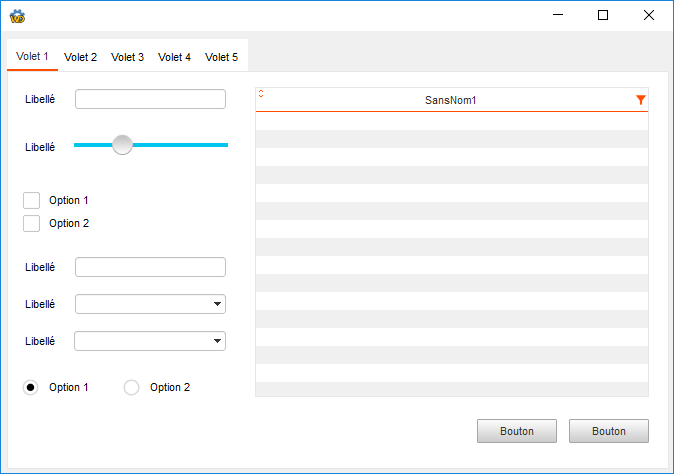 Volet 1 Volet 2 Volet 3 Volet 4 Volet 5
Libellé
SansNom1
Libellé
Option 1
Option 2
Libellé
Libellé
Libellé
Option 1 Option 2
Bouton Bouton